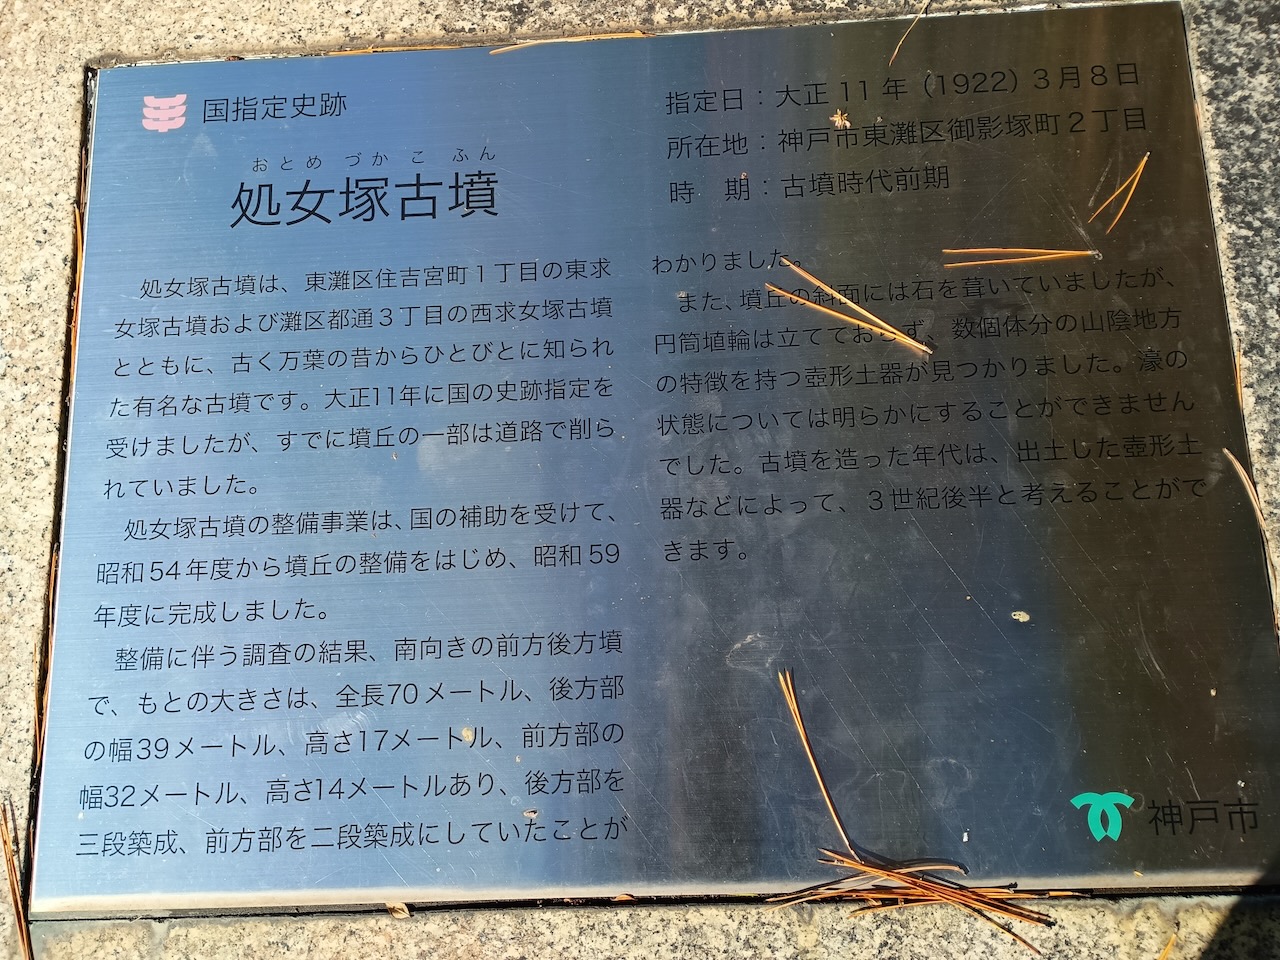 国指定史跡
おとめづかこふん
処女塚古墳
指定日：大正11年（1922）3月8日
所在地：神戸市東灘区御影塚町2丁目
時　期：古墳時代前期
処女塚古墳は、東灘区住吉宮町1丁目の東求
女塚古墳および灘区都通3丁目の西求女塚古墳
とともに、古く万葉の昔からひとびとに知られ
た有名な古墳です。大正11年に国の史跡指定を
受けましたが、すでに墳丘の一部は道路で削ら
れていました。
処女塚古墳の整備事業は、国の補助を受けて、
昭和54年度から墳丘の整備をはじめ、昭和59
年度に完成しました。
整備に伴う調査の結果、南向きの前方後方墳
で、もとの大きさは、全長70メートル、後方部
の幅39メートル、高さ17メートル、前方部の
幅32メートル、高さ14メートルあり、後方部を
三段築成、前方部を二段築成にしていたことが
わかりました。
また、墳丘の斜面には石を葺いていましたが、
円筒埴輪は立てておらず、数個体分の山陰地方
の特徴を持つ壺形土器が見つかりました。濠の
状態については明らかにすることができません
でした。古墳を造った年代は、出土した壺形土
器などによって、3世紀後半と考えることがで
きます。
神戸市